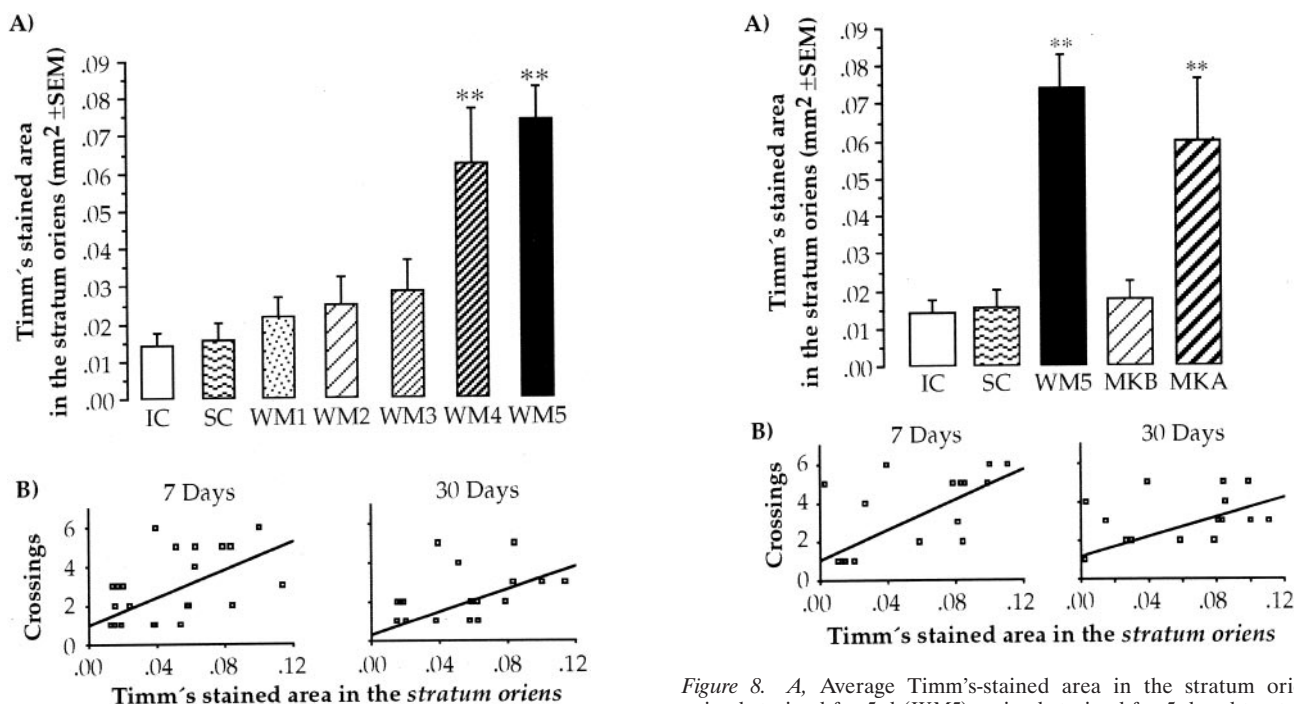 A)
Timm´s stained area
in the stratum oriens (mm² ±SEM)
.09
.08
.07
.06
.05
.04
.03
.02
.01
.00
** **
IC SC WM1 WM2 WM3 WM4 WM5
B)
7 Days 30 Days
Crossings
6
4
2
0
.00 .04 .08 .12 .00 .04 .08 .12
Timm´s stained area in the stratum oriens
A)
Timm´s stained area
in the stratum oriens (mm² ±SEM)
.09
.08
.07
.06
.05
.04
.03
.02
.01
.00
** **
IC SC WM5 MKB MKA
B)
7 Days 30 Days
Crossings
6
4
2
0
.00 .04 .08 .12 .00 .04 .08 .12
Timm´s stained area in the stratum oriens
Figure 8. A, Average Timm's-stained area in the stratum ori